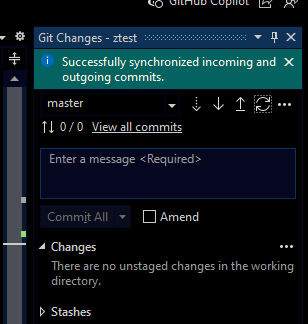 GitHub Copilot
Git Changes - ztest
Successfully synchronized incoming and
outgoing commits.
master
0 / 0 View all commits
Enter a message <Required>
Commit All Amend
Changes
There are no unstaged changes in the working
directory.
Stashes